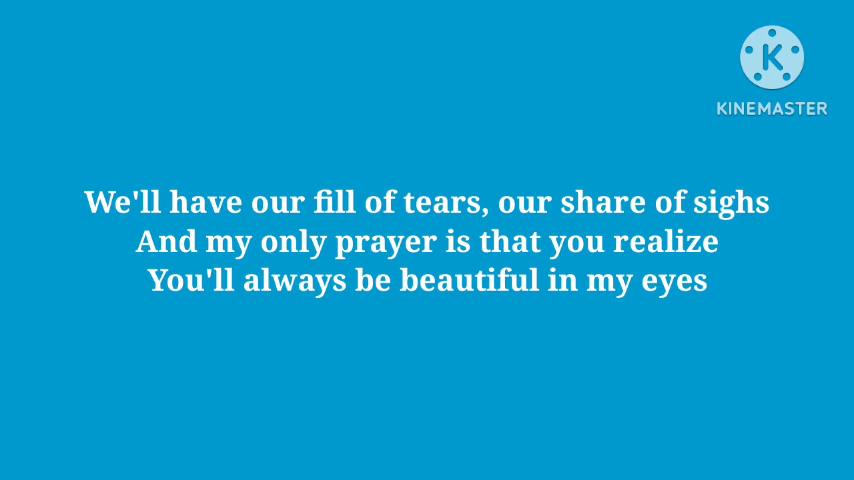 KINEMASTER
We'll have our fill of tears, our share of sighs
And my only prayer is that you realize
You'll always be beautiful in my eyes